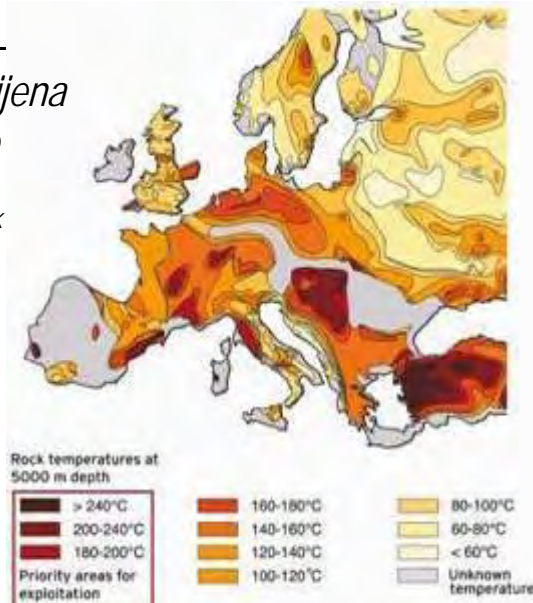 ijena
Rock temperatures at
5000 m depth
> 240°C
200-240°C
180-200°C
Priority areas for
exploitation
160-180°C
140-160°C
120-140°C
100-120°C
80-100°C
60-80°C
< 60°C
Unknown
temperature